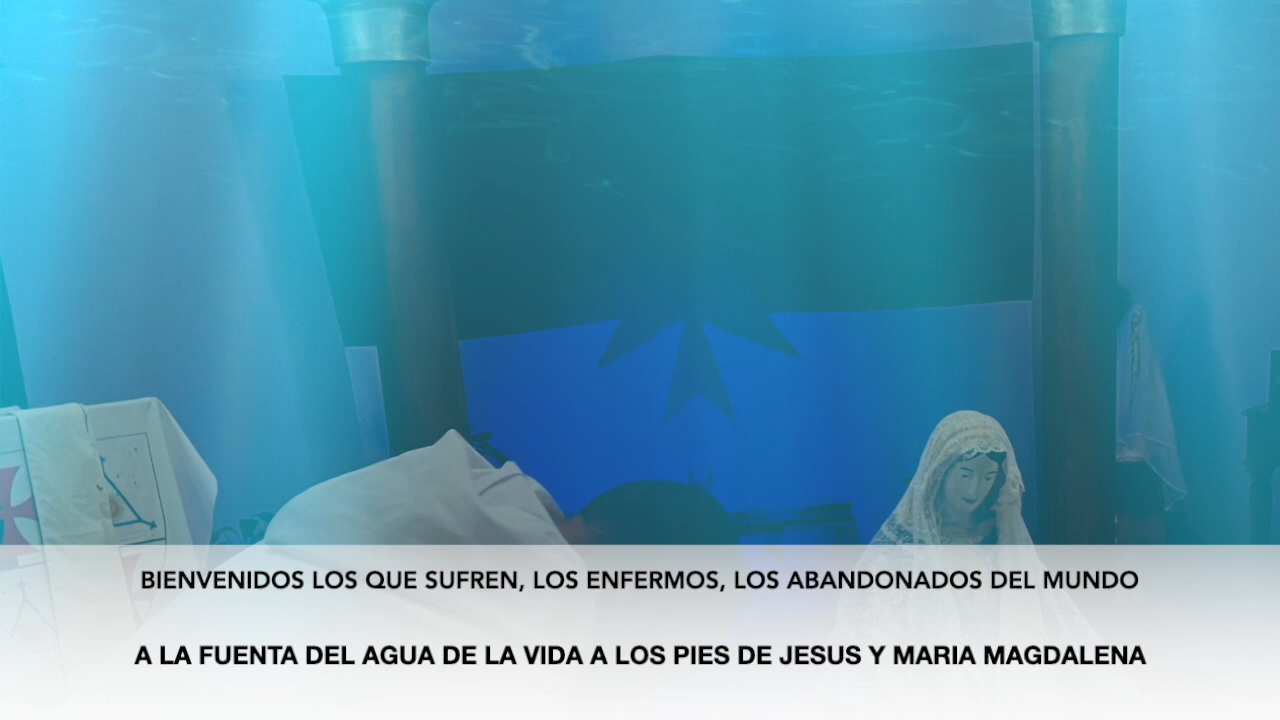 BIENVENIDOS LOS QUE SUFREN, LOS ENFERMOS, LOS ABANDONADOS DEL MUNDO
A LA FUENTA DEL AGUA DE LA VIDA A LOS PIES DE JESUS Y MARIA MAGDALENA